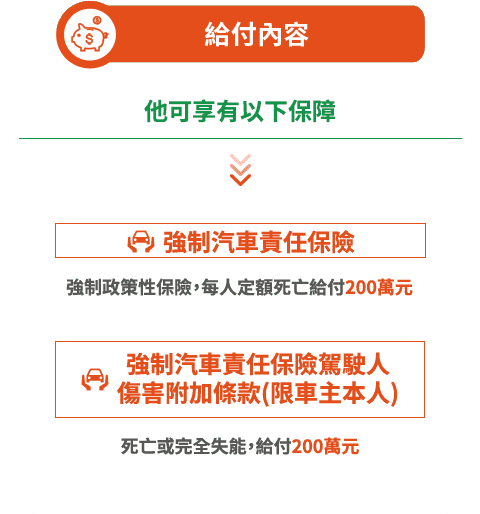 給付內容
他可享有以下保障
強制汽車責任保險
強制政策性保險，每人定額死亡給付200萬元
強制汽車責任保險駕駛人
傷害附加條款(限車主本人)
死亡或完全失能，給付200萬元